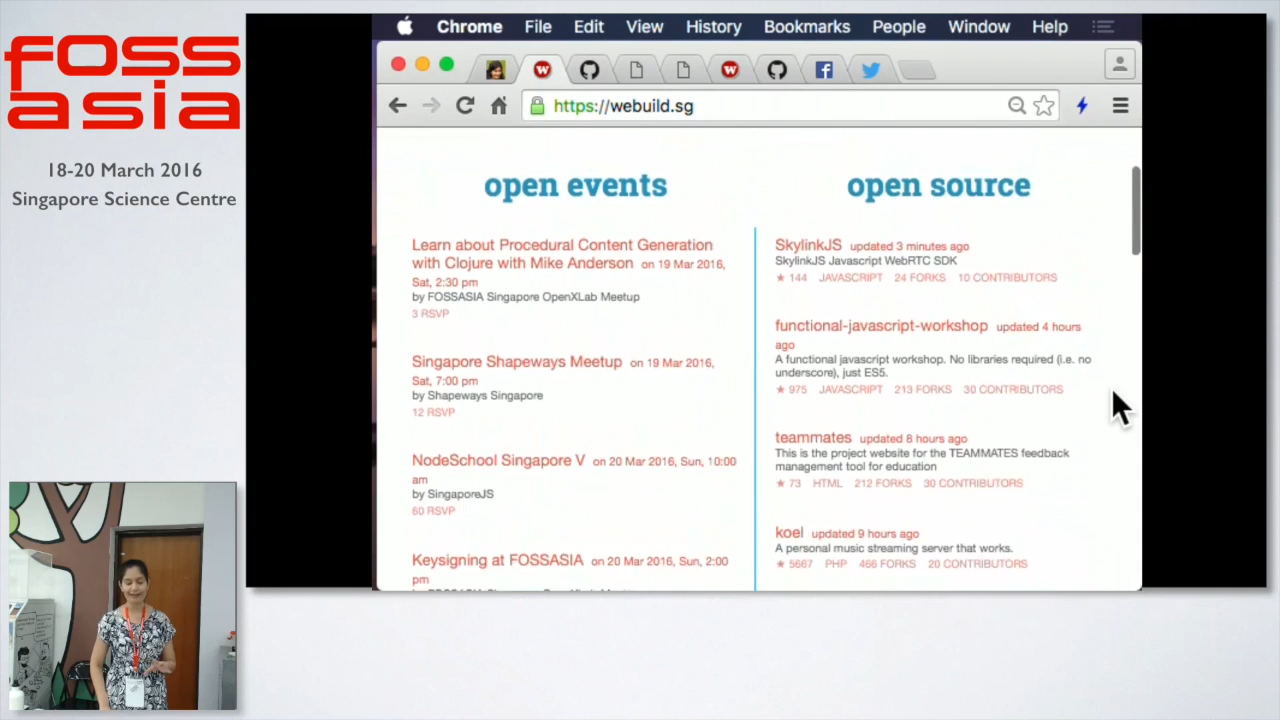 foss
asia
18-20 March 2016
Singapore Science Centre
Chrome File Edit View History Bookmarks People Window Help
https://webuild.sg
open events
Learn about Procedural Content Generation
with Clojure with Mike Anderson on 19 Mar 2016,
Sat, 2:30 pm
by FOSSASIA Singapore OpenXLab Meetup
3 RSVP
Singapore Shapeways Meetup on 19 Mar 2016,
Sat, 7:00 pm
by Shapeways Singapore
12 RSVP
NodeSchool Singapore V on 20 Mar 2016, Sun, 10:00
am
by SingaporeJS
60 RSVP
Keysigning at FOSSASIA on 20 Mar 2016, Sun, 2:00
pm
open source
SkylinkJS updated 3 minutes ago
SkylinkJS Javascript WebRTC SDK
★ 144 JAVASCRIPT 24 FORKS 10 CONTRIBUTORS
functional-javascript-workshop updated 4 hours
ago
A functional javascript workshop. No libraries required (i.e. no
underscore), just ES5.
★ 975 JAVASCRIPT 213 FORKS 30 CONTRIBUTORS
teammates updated 8 hours ago
This is the project website for the TEAMMATES feedback
management tool for education
★ 73 HTML 212 FORKS 30 CONTRIBUTORS
koel updated 9 hours ago
A personal music streaming server that works.
★ 5667 PHP 466 FORKS 20 CONTRIBUTORS